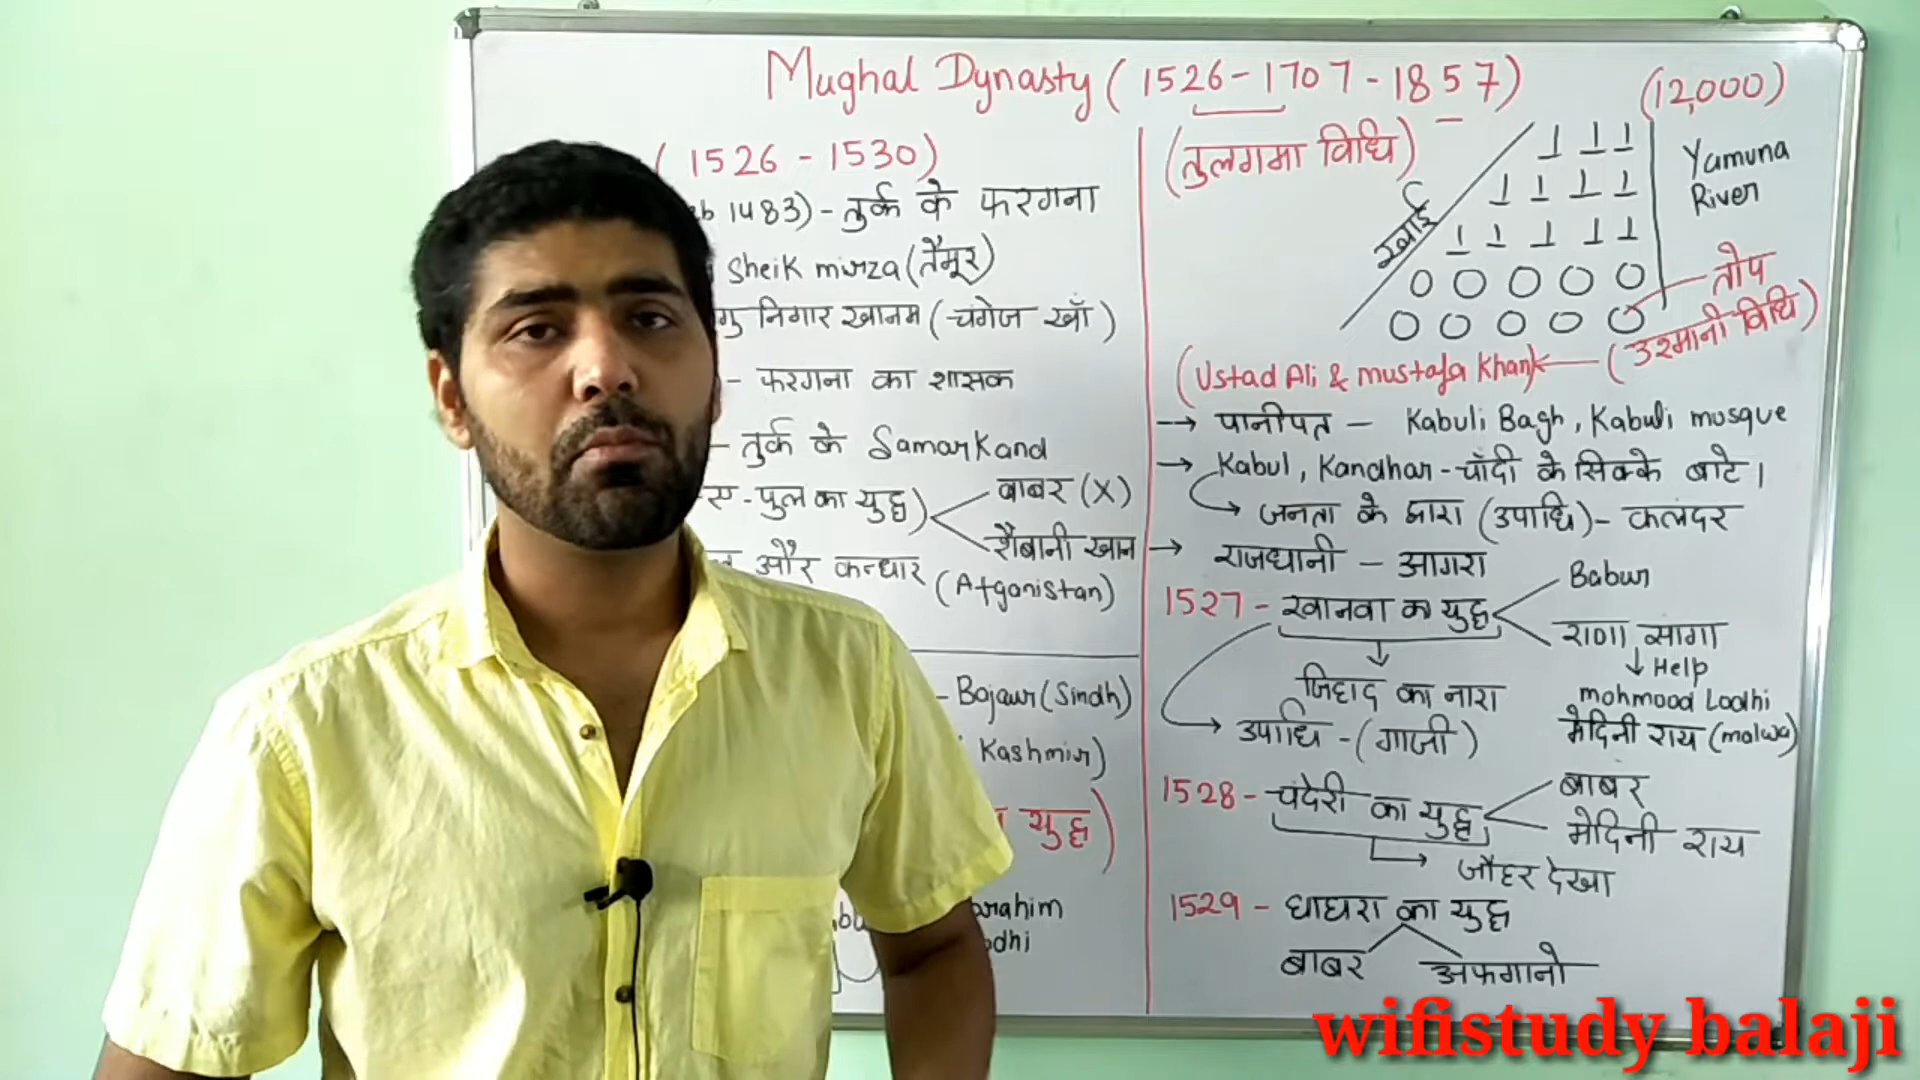 Mughal Dynasty (1526-1707-1857)
(1526 - 1530)
1483) - तुर्क के फरगना
Sheik mirza (तैमूर)
निगार खानम (चंगेज खाँ)
- फरगना का शासक
- तुर्क के Samarkand
पुल का युद्ध)
बाबर (X)
शैबानी खान
और कन्धार
(Afganistan)
- Bajaur (Sindh)
Kashmir)
युद्ध)
(तुलगमा विधि)
(12,000)
खाई
Yamuna
River
तोप
(उस्मानी विधि)
(Ustad Ali & mustafa Khan)
→ पानीपत - Kabuli Bagh, Kabuli mosque
→ Kabul, Kandhar - चाँदी के सिक्के बाटे।
→ जनता के द्वारा (उपाधि) - कलंदर
→ राजधानी - आगरा
1527 - खानवा का युद्ध
Babur
राणा सांगा
↓ Help
mohmood Lodhi
मेदिनी राय (malwa)
जिहाद का नारा
→ उपाधि - (गाजी)
1528 - चंदेरी का युद्ध
बाबर
मेदिनी राय
→ जौहर देखा
1529 - घाघरा का युद्ध
बाबर
अफगानो
wifistudy balaji